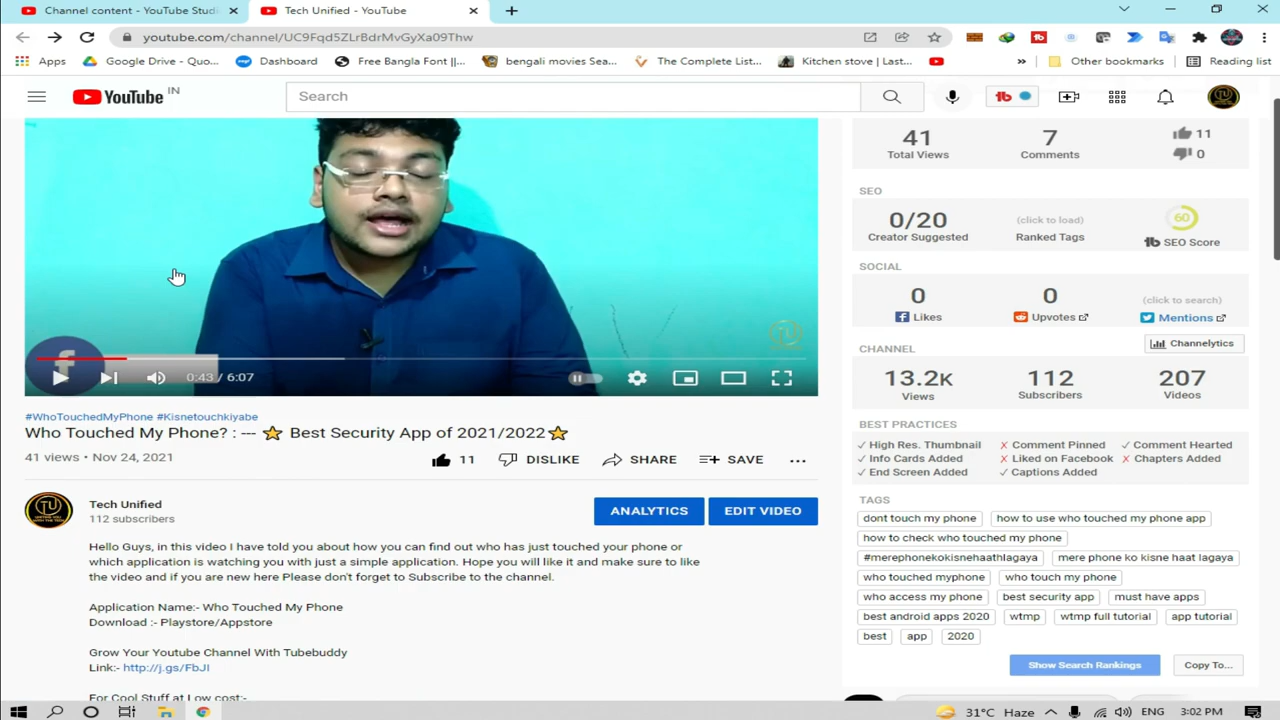 Channel content - YouTube Stud
Tech Unified - YouTube
youtube.com/channel/UC9Fqd5ZLrBdrMvGyXa09Thw
Apps
Google Drive - Quo...
Dashboard
Free Bangla Font ||...
bengali movies Sea...
The Complete List...
Kitchen stove | Last...
»
Other bookmarks
Reading list
YouTube IN
Search
41
Total Views
7
Comments
11
0
SEO
0/20
Creator Suggested
(click to load)
Ranked Tags
60
SEO Score
SOCIAL
0
Likes
0
Upvotes
(click to search)
Mentions
CHANNEL
Channelytics
13.2K
Views
112
Subscribers
207
Videos
BEST PRACTICES
✓ High Res. Thumbnail
✗ Comment Pinned
✓ Comment Hearted
✓ Info Cards Added
✗ Liked on Facebook
✗ Chapters Added
✓ End Screen Added
✓ Captions Added
TAGS
dont touch my phone
how to use who touched my phone app
how to check who touched my phone
#merephonekokisnehaathlagaya
mere phone ko kisne haat lagaya
who touched myphone
who touch my phone
who access my phone
best security app
must have apps
best android apps 2020
wtmp
wtmp full tutorial
app tutorial
best
app
2020
Show Search Rankings
Copy To...
TU
0:43 / 6:07
#WhoTouchedMyPhone #Kisnetouchkiyabe
Who Touched My Phone? : --- ⭐ Best Security App of 2021/2022⭐
41 views • Nov 24, 2021
11
DISLIKE
SHARE
SAVE
...
TU
Tech Unified
112 subscribers
ANALYTICS
EDIT VIDEO
Hello Guys, in this video I have told you about how you can find out who has just touched your phone or
which application is watching you with just a simple application. Hope you will like it and make sure to like
the video and if you are new here Please don't forget to Subscribe to the channel.
Application Name:- Who Touched My Phone
Download :- Playstore/Appstore
Grow Your Youtube Channel With Tubebuddy
Link:- http://j.gs/FbJI
For Cool Stuff at Low cost:-
31°C Haze
ENG
3:02 PM